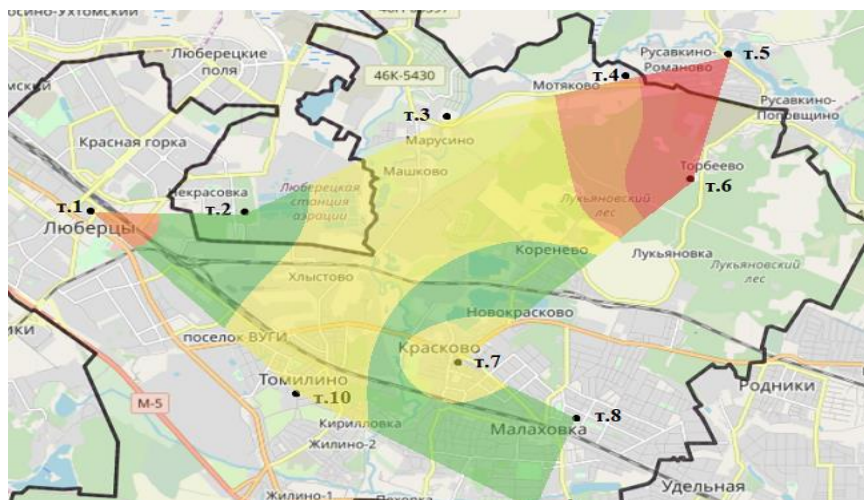 осино-Ухтомский
Люберецкие
поля
46К-5430
т.4
Мотяково
Русавкино-
Романово
т.5
т.3
Русавкино-
Поповщино
Красная горка
Марусино
Машково
Торбеево
т.6
Некрасовка
т.1
т.2
Люберецкая
станция
аэрации
Люберцы
Лукьяновский
лес
Коренево
Лукьяновка
Лукьяновский
лес
Хлыстово
Новокрасково
поселок ВУГИ
Красково
т.7
Томилино
т.10
М-5
Родники
т.8
Кирилловка
Малаховка
Жилино-2
Жилино-1
Удельная